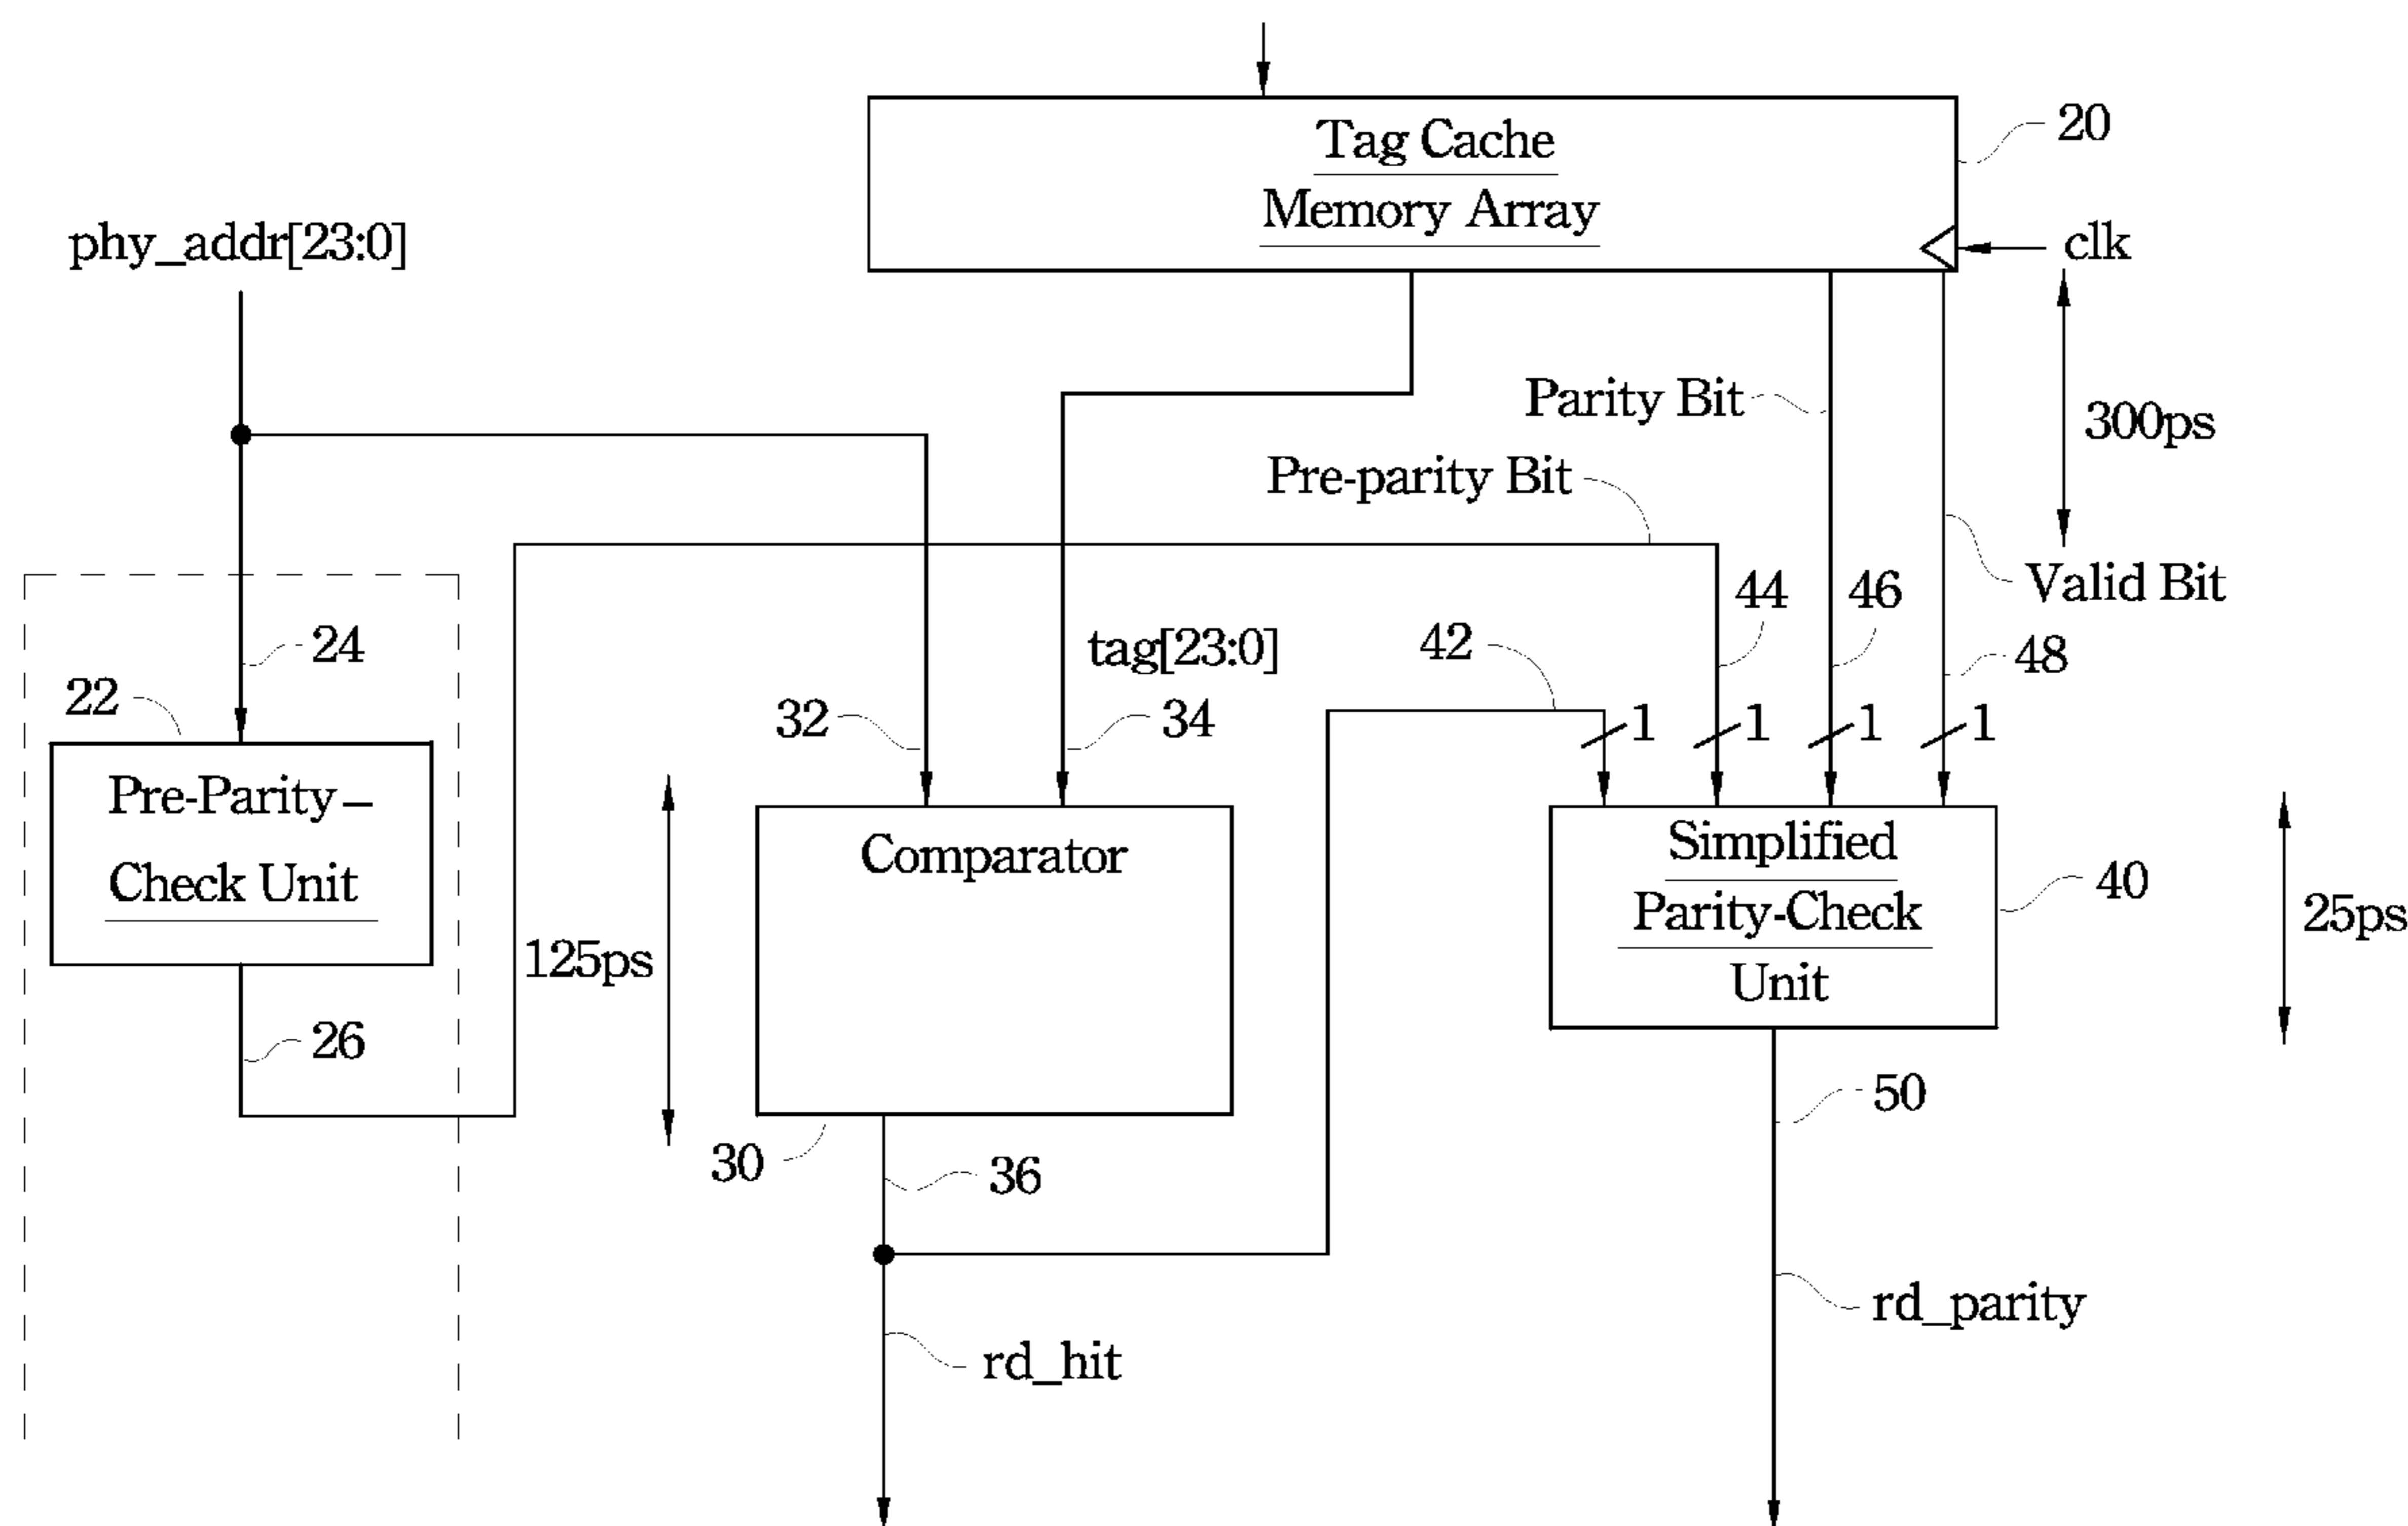 Tag Cache
Memory Array
20
phy_addr[23:0]
clk
Parity Bit
300ps
Pre-parity Bit
44
46
Valid Bit
24
tag[23:0]
42
48
22
32
34
1
1
1
1
Pre-Parity–
Check Unit
Comparator
Simplified
Parity-Check
Unit
40
25ps
125ps
26
50
30
36
rd_parity
rd_hit